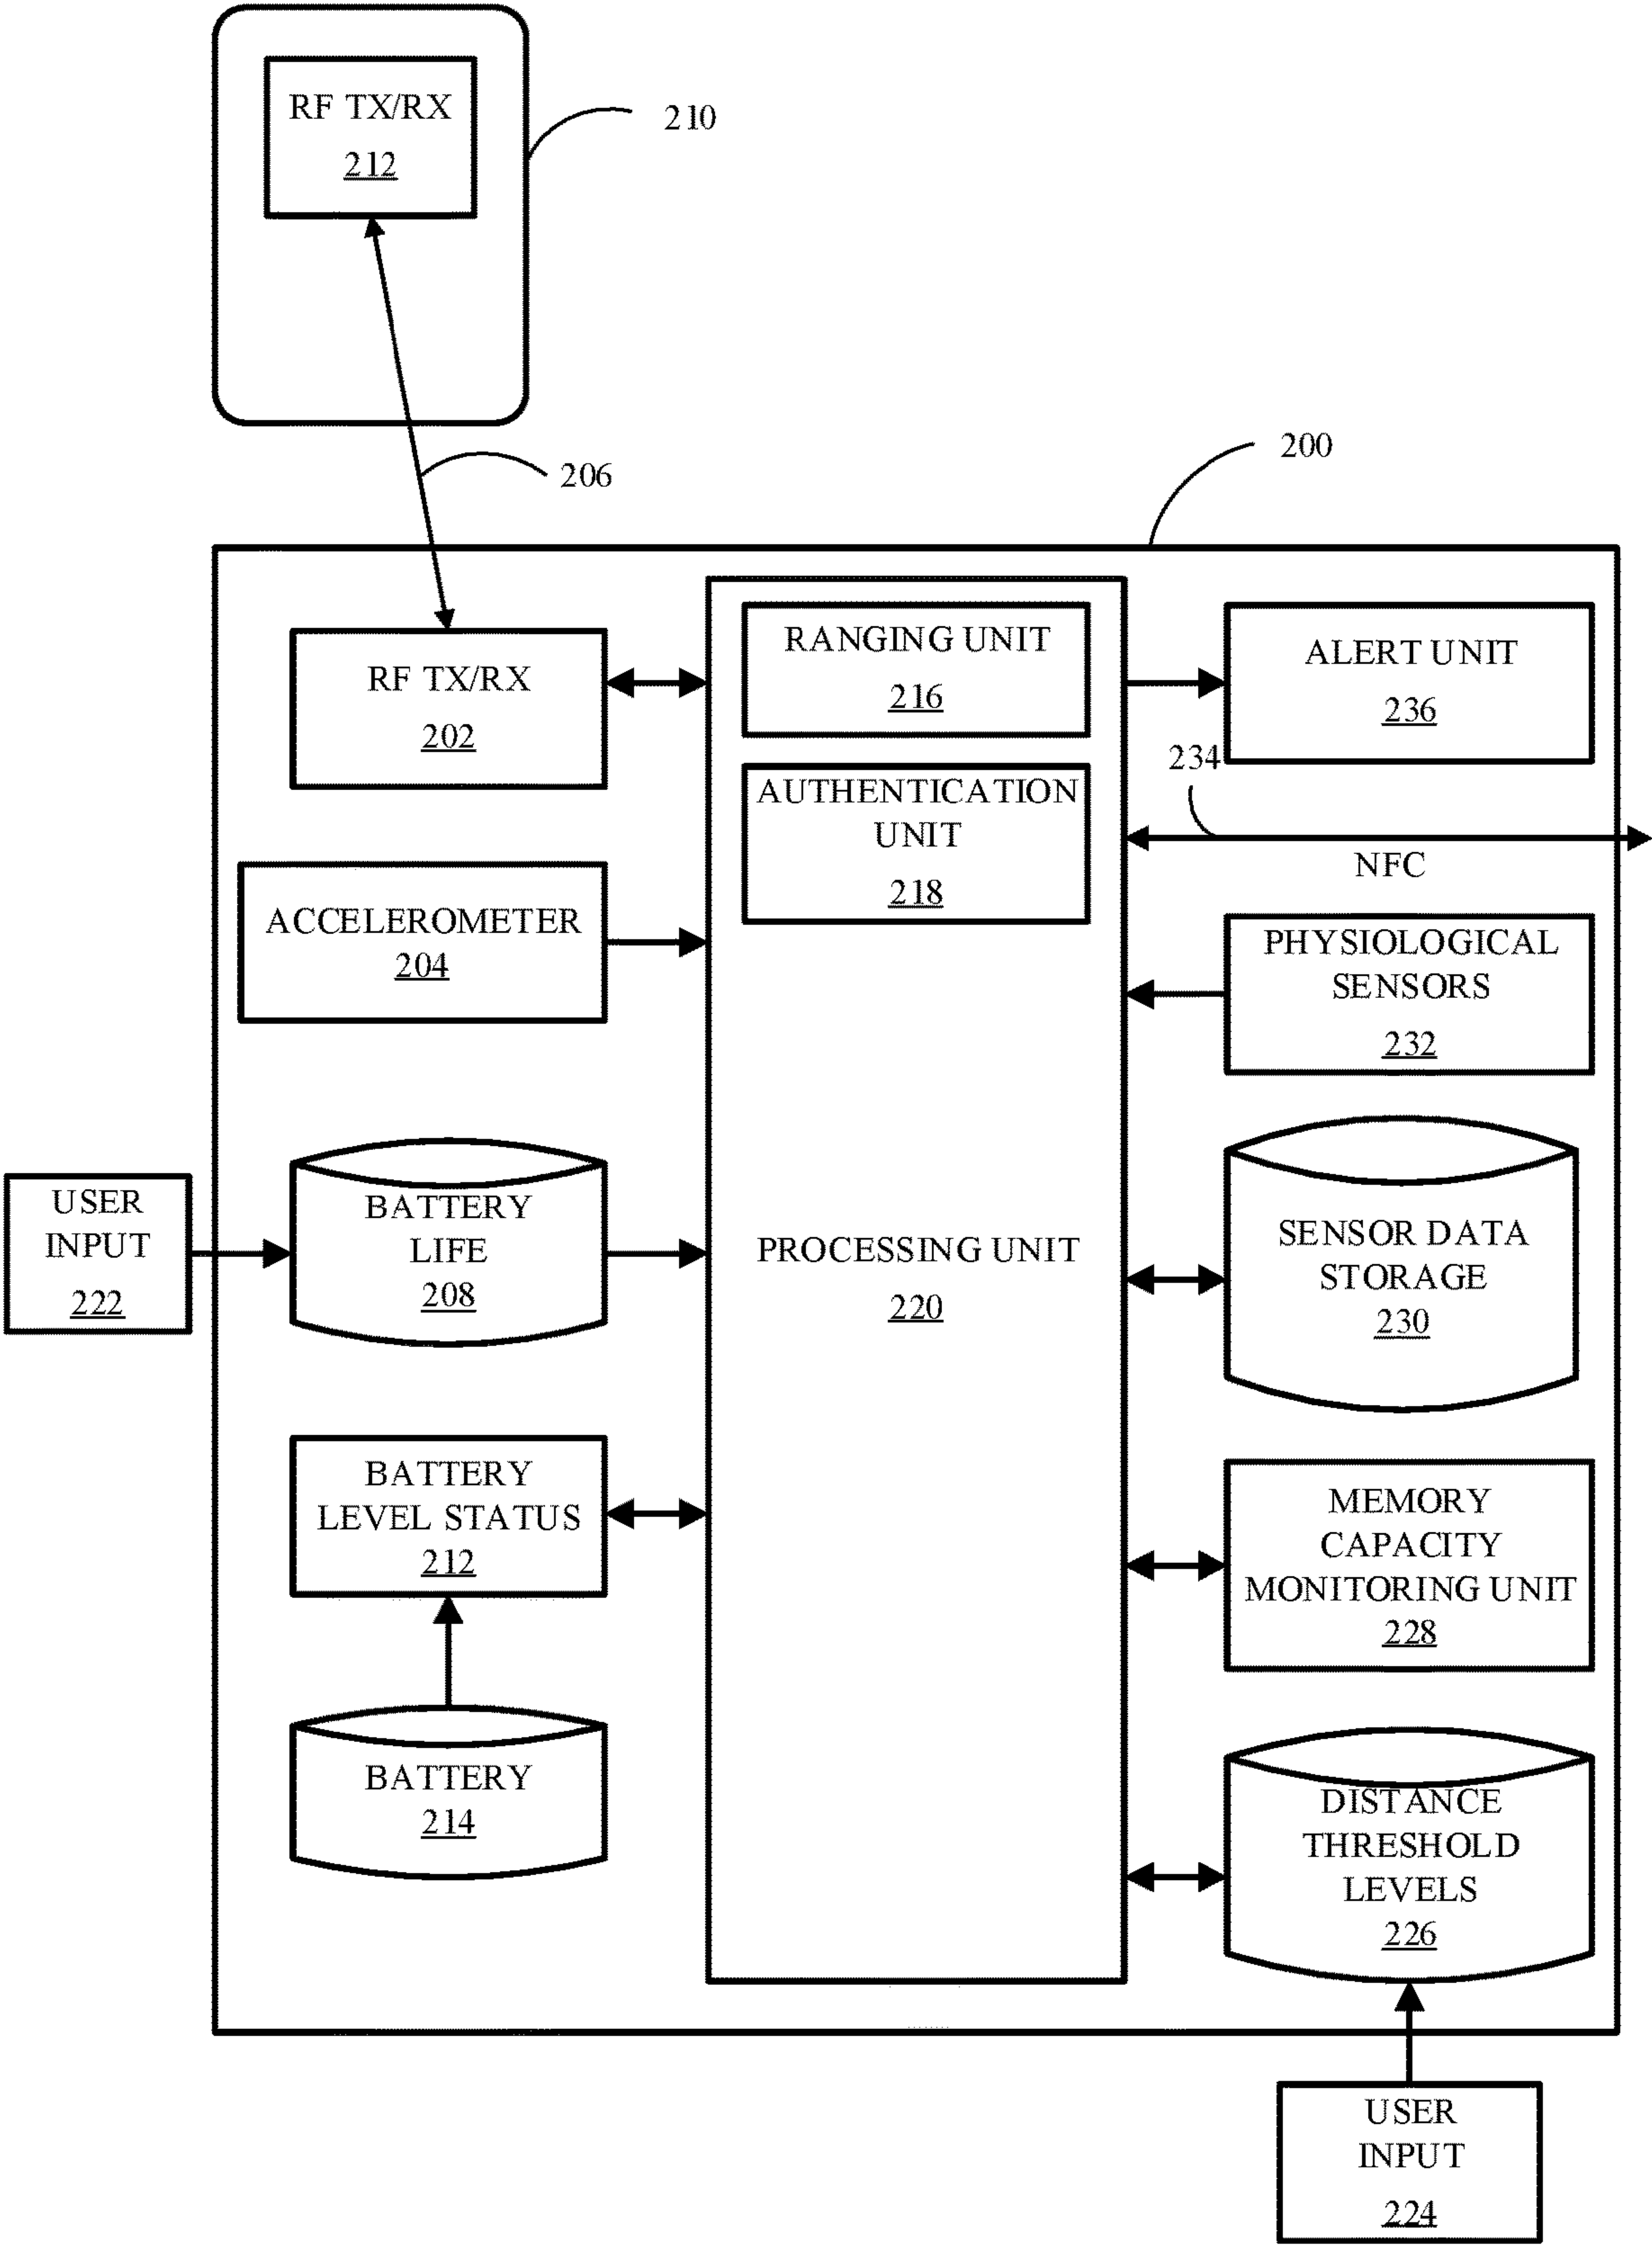 RF TX/RX
212
210
206
200
RF TX/RX
202
ACCELEROMETER
204
USER
INPUT
222
BATTERY
LIFE
208
BATTERY
LEVEL STATUS
212
BATTERY
214
RANGING UNIT
216
AUTHENTICATION
UNIT
218
PROCESSING UNIT
220
ALERT UNIT
236
234
NFC
PHYSIOLOGICAL
SENSORS
232
SENSOR DATA
STORAGE
230
MEMORY
CAPACITY
MONITORING UNIT
228
DISTANCE
THRESHOLD
LEVELS
226
USER
INPUT
224